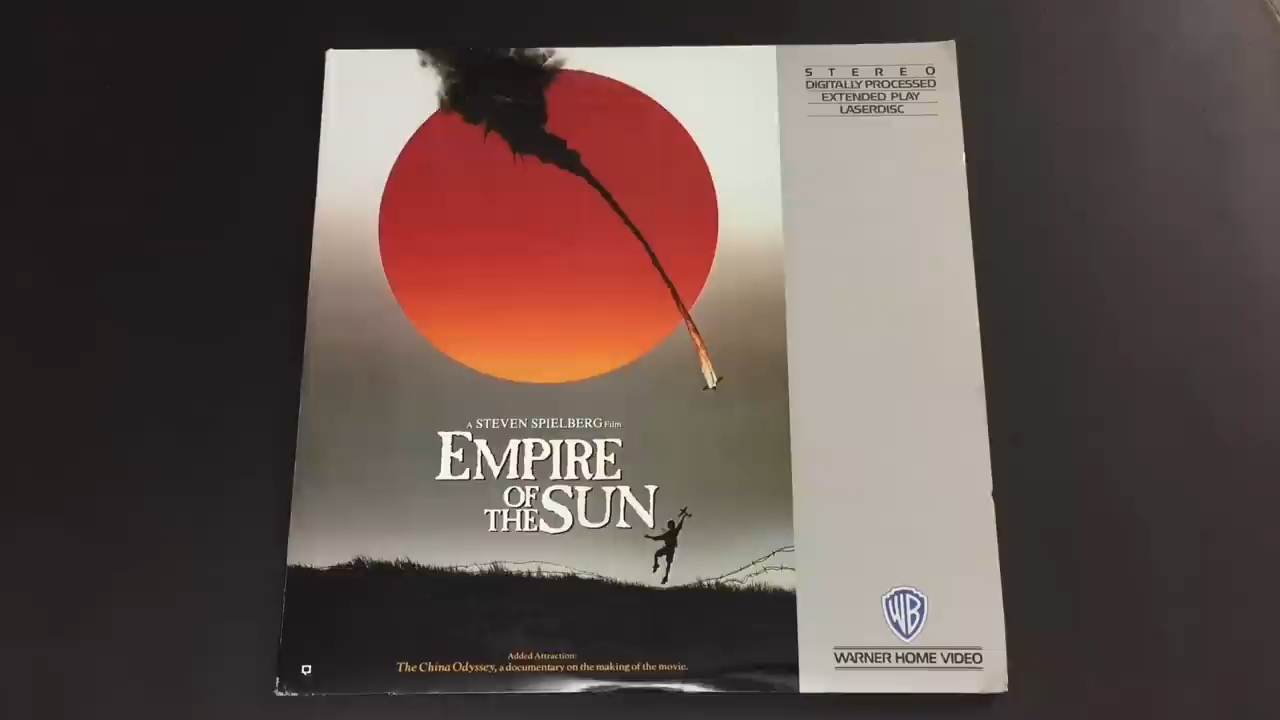 STEREO
DIGITALLY PROCESSED
EXTENDED PLAY
LASERDISC
A STEVEN SPIELBERG Film
EMPIRE
OF
THE SUN
Added Attraction:
The China Odyssey, a documentary on the making of the movie.
WB
WARNER HOME VIDEO